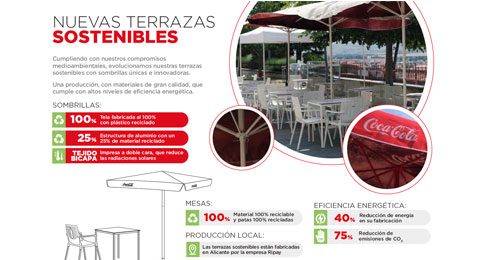 NUEVAS TERRAZAS
SOSTENIBLES
Cumpliendo con nuestros compromisos
medioambientales, evolucionamos nuestras terrazas
sostenibles con sombrillas únicas e innovadoras.
Una producción, con materiales de gran calidad, que
cumple con altos niveles de eficiencia energética.
SOMBRILLAS:
100% Tela fabricada al 100%
con plástico reciclado
25% Estructura de aluminio con un
25% de material reciclado
TEJIDO
BICAPA
Impresa a doble cara, que reduce
las radiaciones solares
Coca-Cola
MESAS:
100% Material 100% reciclable
y patas 100% recicladas
PRODUCCIÓN LOCAL:
Las terrazas sostenibles están fabricadas
en Alicante por la empresa Ripay
EFICIENCIA ENERGÉTICA:
40% Reducción de energía
en su fabricación
75% Reducción de
emisiones de CO₂
Coca-Cola